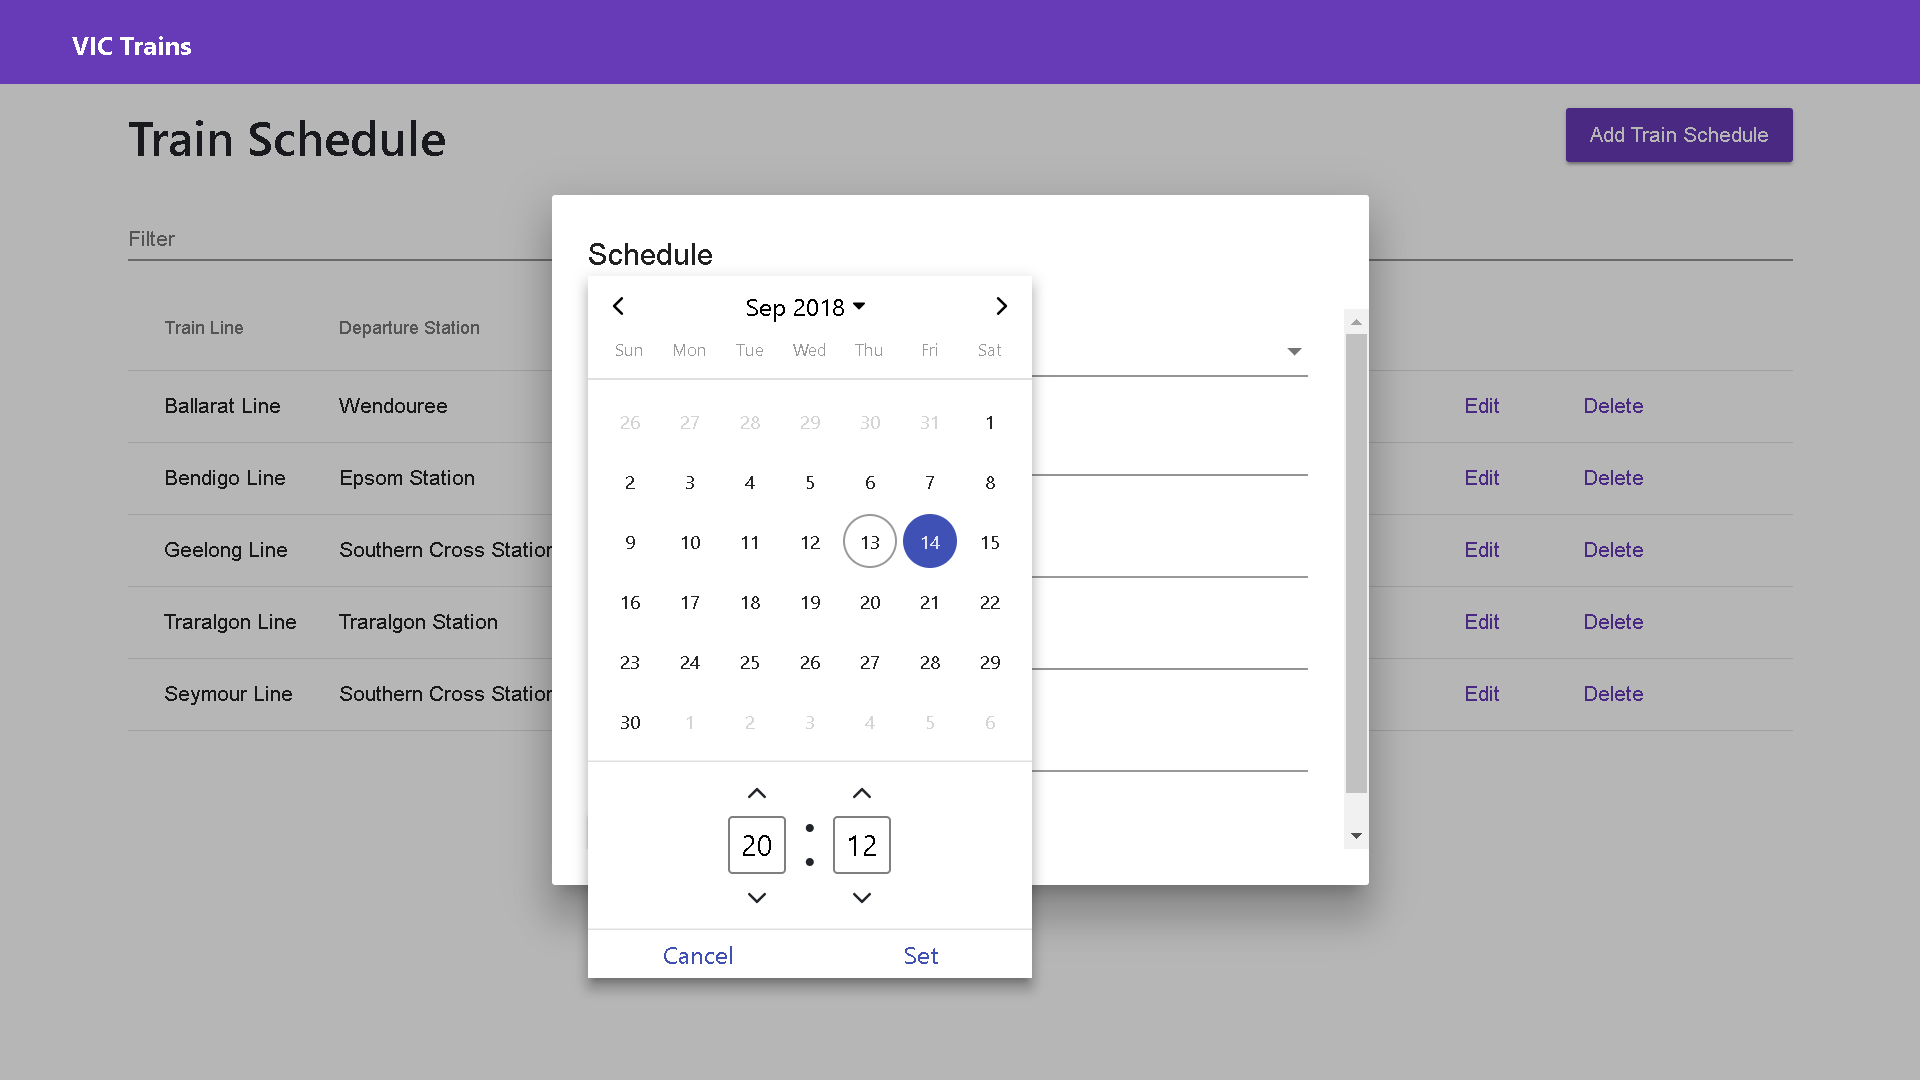 VIC Trains
Train Schedule
Add Train Schedule
Filter
Train Line Departure Station
Ballarat Line Wendouree Edit Delete
Bendigo Line Epsom Station Edit Delete
Geelong Line Southern Cross Station Edit Delete
Traralgon Line Traralgon Station Edit Delete
Seymour Line Southern Cross Station Edit Delete
Schedule
Sep 2018
Sun Mon Tue Wed Thu Fri Sat
26 27 28 29 30 31 1
2 3 4 5 6 7 8
9 10 11 12 13 14 15
16 17 18 19 20 21 22
23 24 25 26 27 28 29
30 1 2 3 4 5 6
20 : 12
Cancel Set